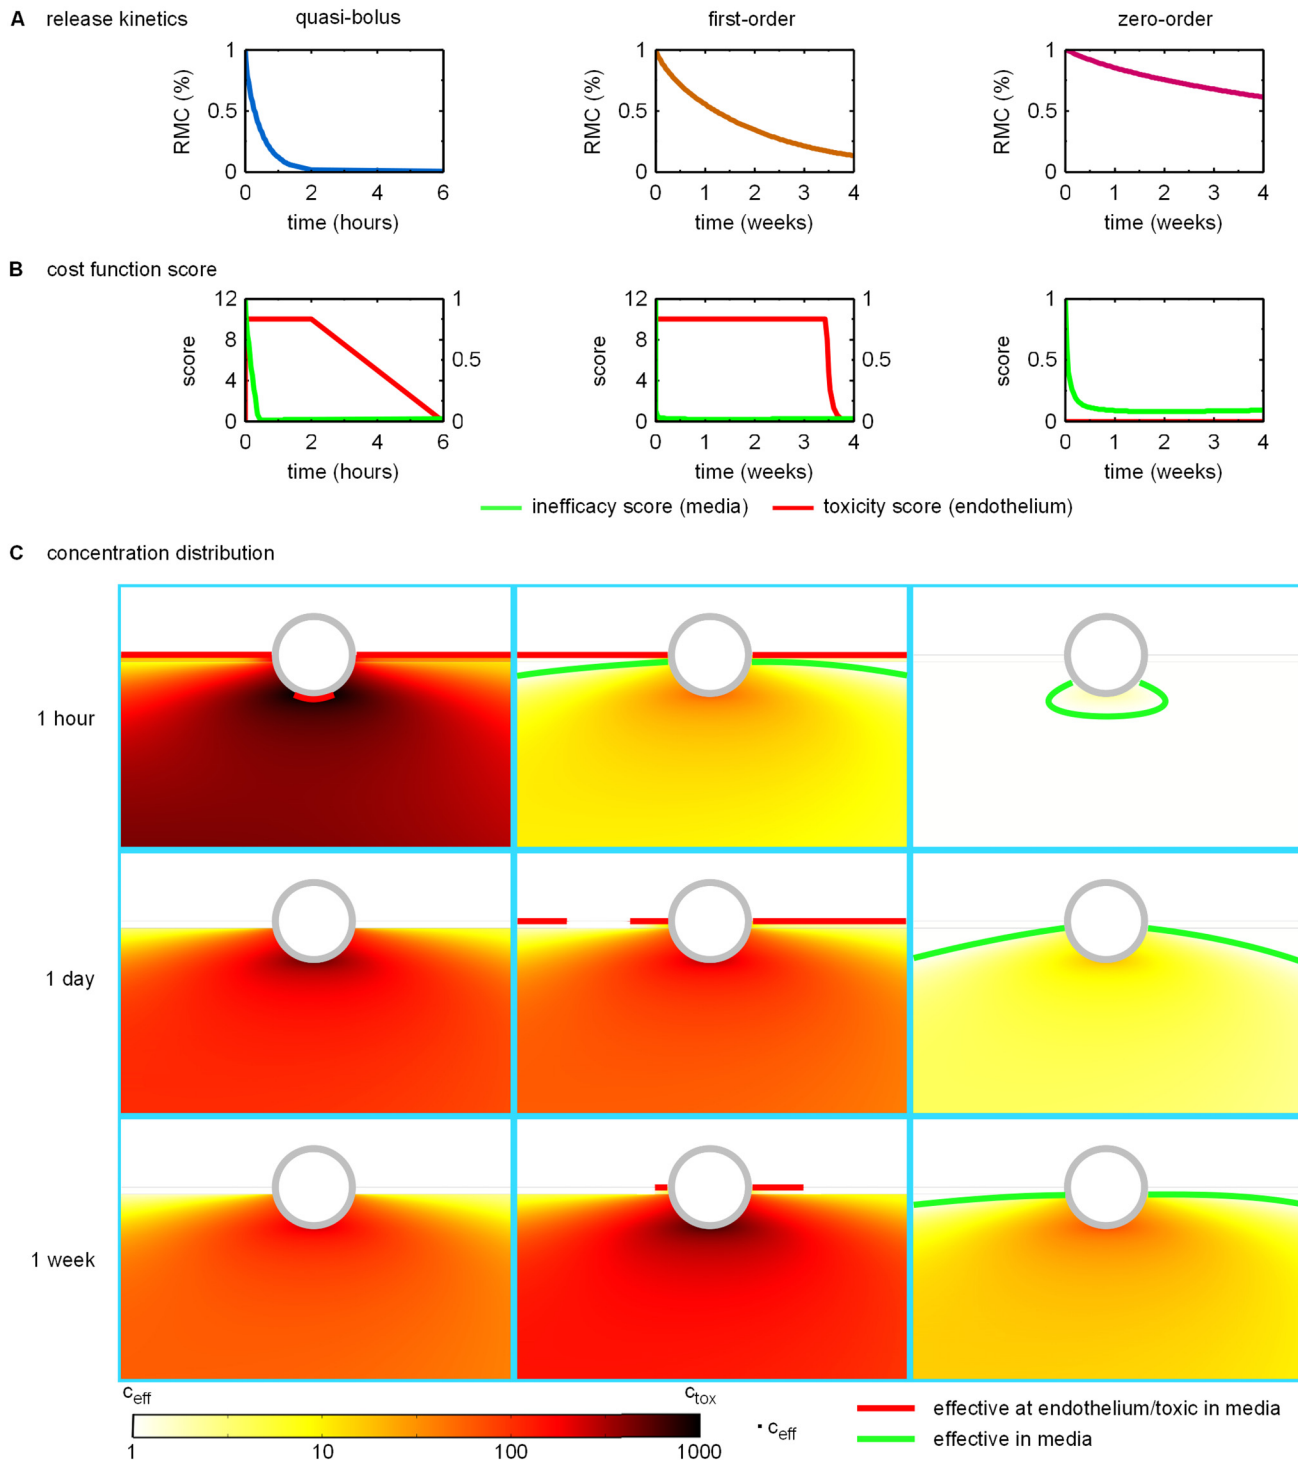 A release kinetics quasi-bolus first-order zero-order
1 1 1
RMC (%) 0.5 RMC (%) 0.5 RMC (%) 0.5
0 0 0
0 2 4 6 0 1 2 3 4 0 1 2 3 4
time (hours) time (weeks) time (weeks)
B cost function score
12 1 12 1 1
8 8
score 0.5 score 0.5 score 0.5
4 4
0 0 0 0 0
0 2 4 6 0 1 2 3 4 0 1 2 3 4
time (hours) time (weeks) time (weeks)
inefficacy score (media) toxicity score (endothelium)
C concentration distribution
1 hour
1 day
1 week
c_eff c_tox
1 10 100 1000 · c_eff
effective at endothelium/toxic in media
effective in media